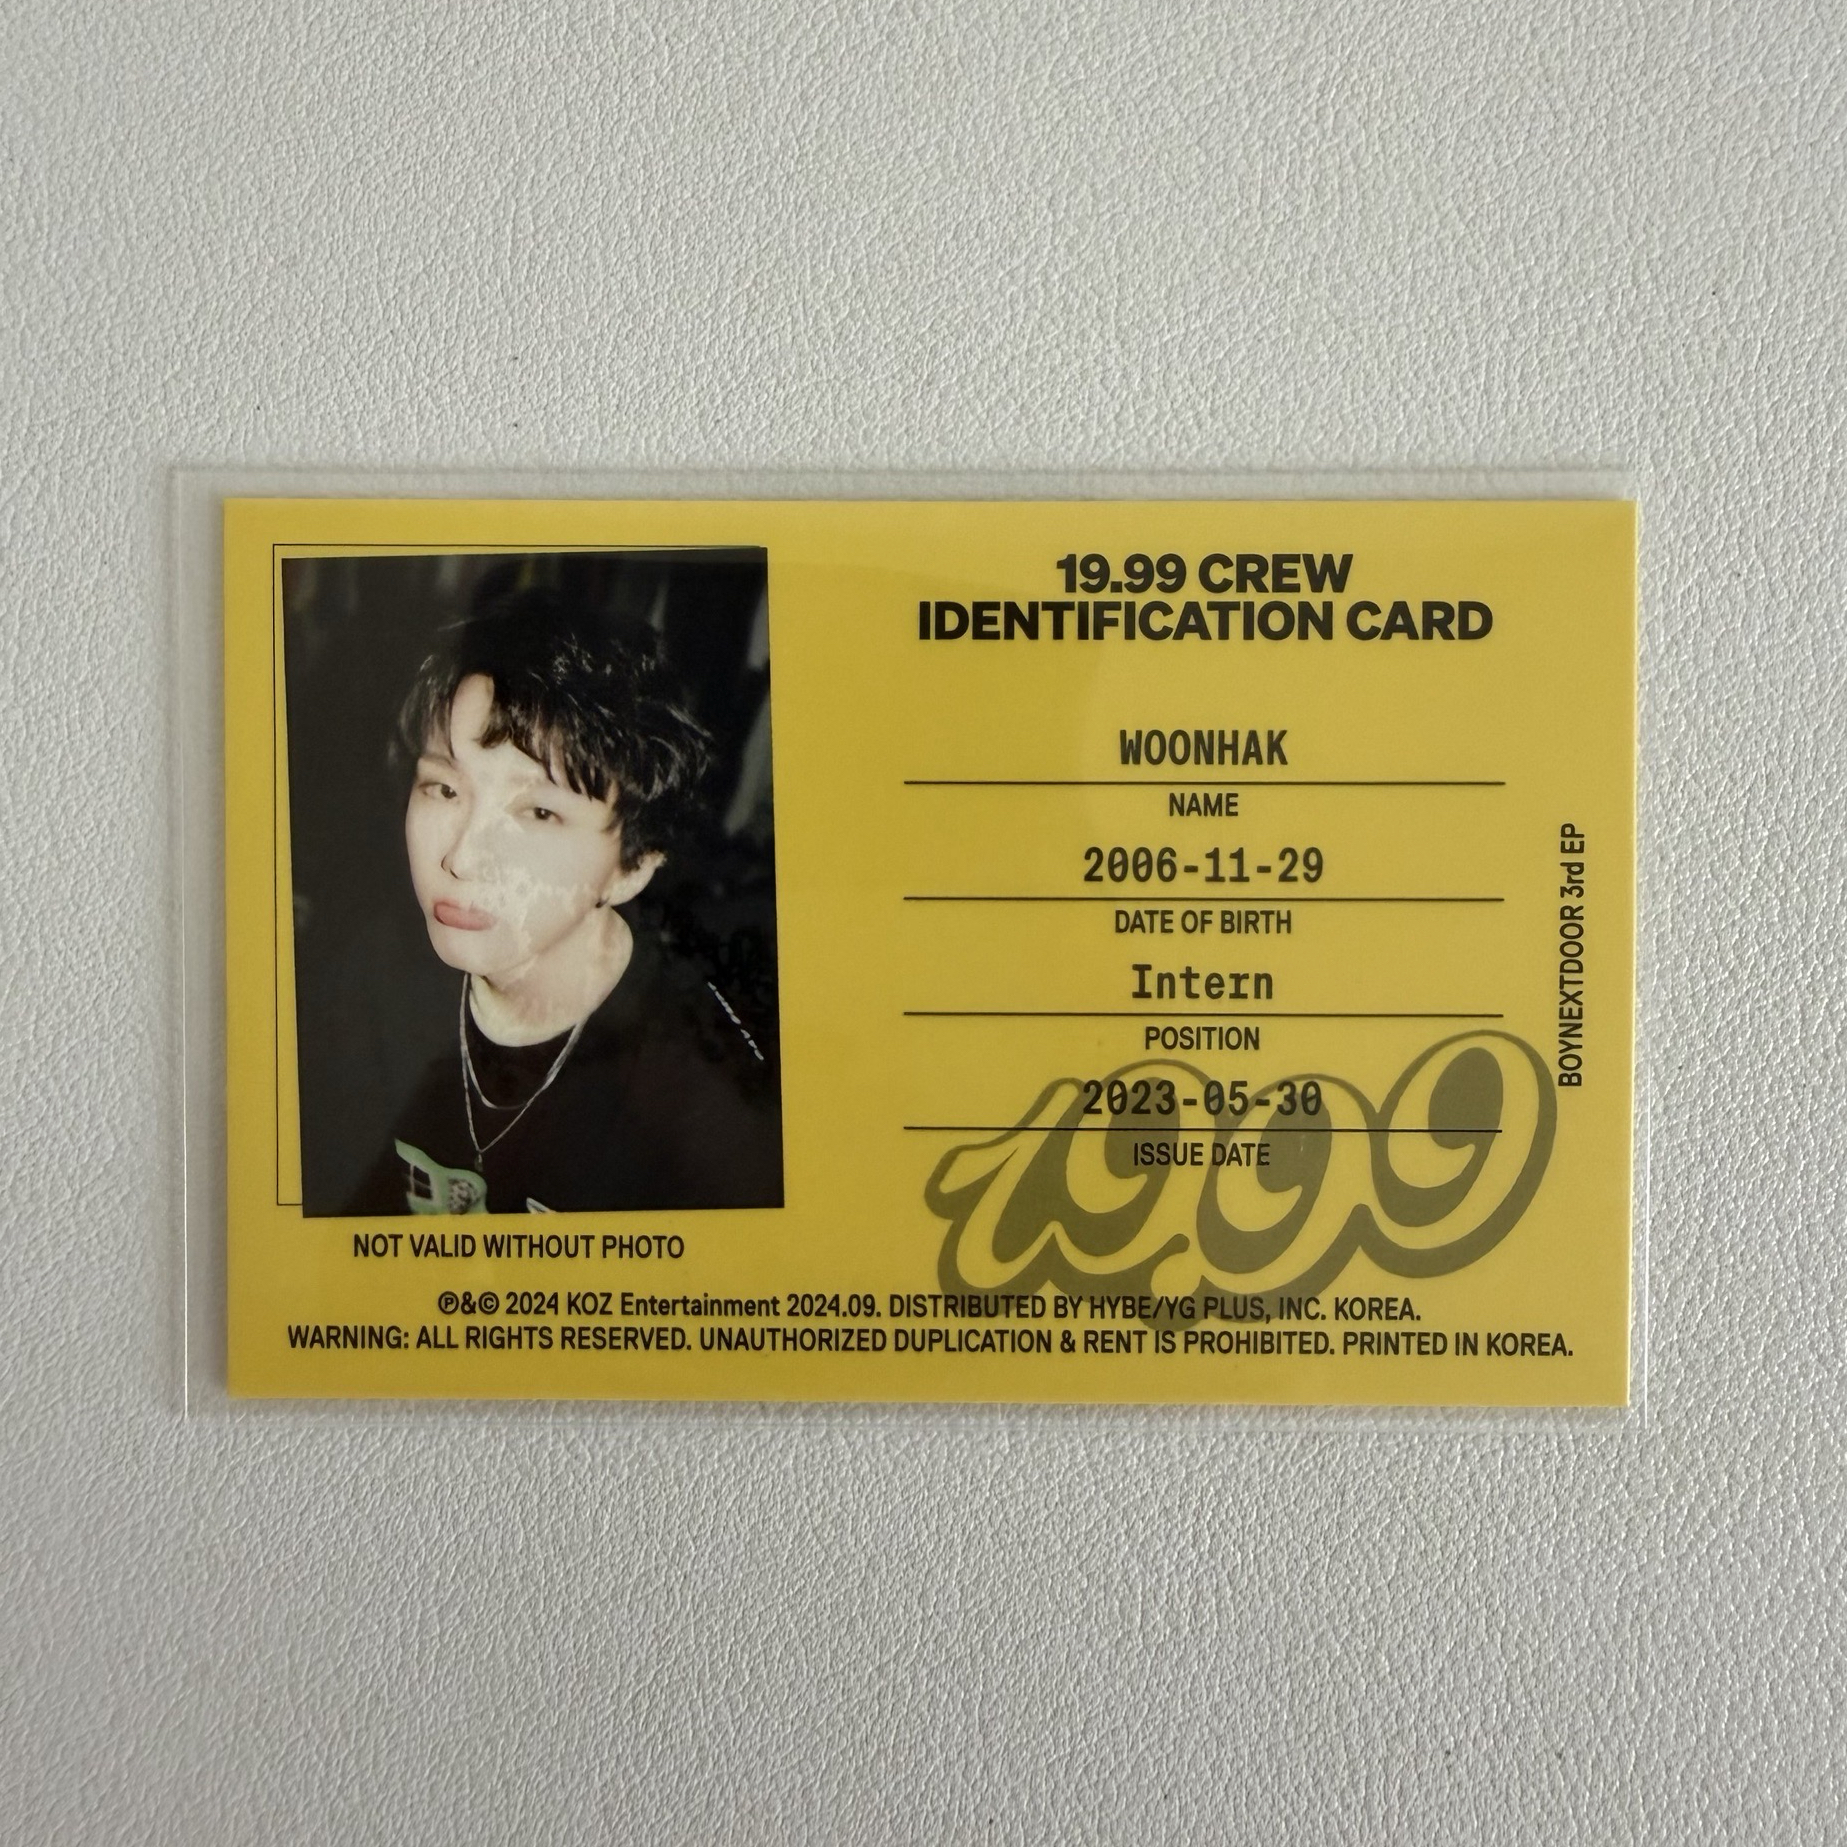 19.99 CREW
IDENTIFICATION CARD
WOONHAK
NAME
2006-11-29
DATE OF BIRTH
Intern
POSITION
2023-05-30
ISSUE DATE
19.99
BOYNEXTDOOR 3rd EP
NOT VALID WITHOUT PHOTO
℗&© 2024 KOZ Entertainment 2024.09. DISTRIBUTED BY HYBE/YG PLUS, INC. KOREA.
WARNING: ALL RIGHTS RESERVED. UNAUTHORIZED DUPLICATION & RENT IS PROHIBITED. PRINTED IN KOREA.